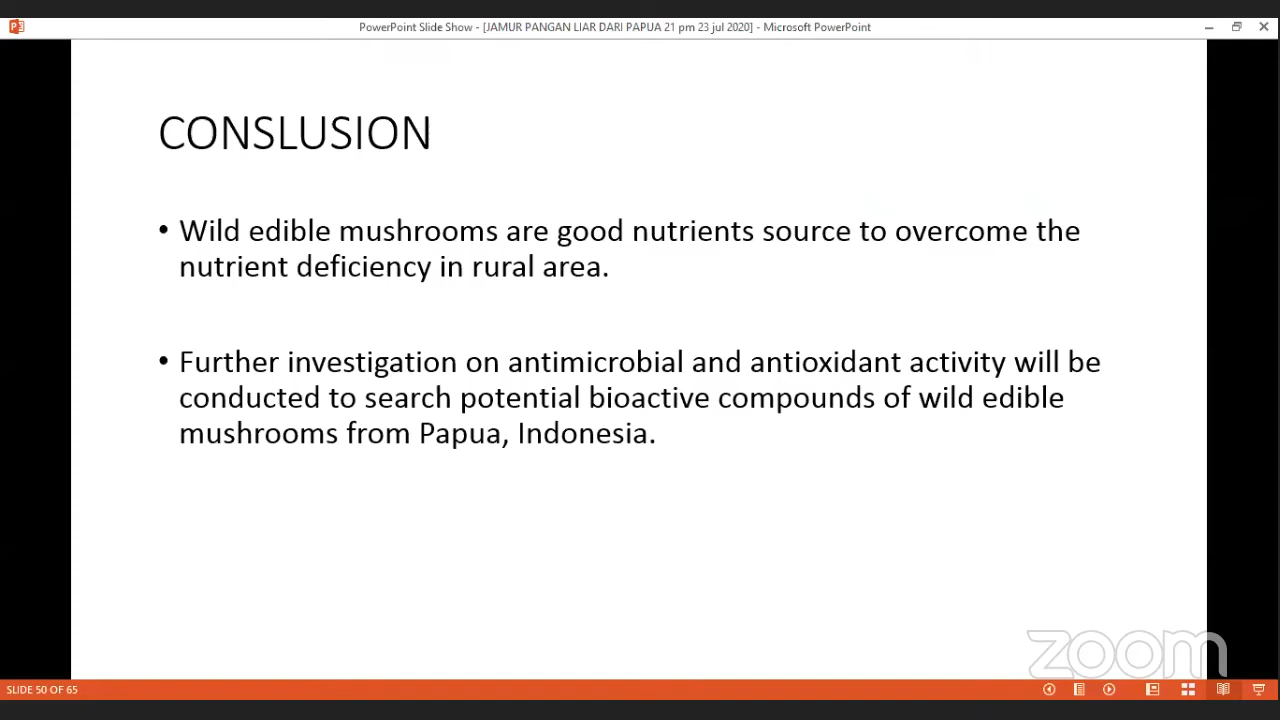 PowerPoint Slide Show - [JAMUR PANGAN LIAR DARI PAPUA 21 pm 23 jul 2020] - Microsoft PowerPoint
CONSLUSION
• Wild edible mushrooms are good nutrients source to overcome the
nutrient deficiency in rural area.
• Further investigation on antimicrobial and antioxidant activity will be
conducted to search potential bioactive compounds of wild edible
mushrooms from Papua, Indonesia.
zoom
SLIDE 50 OF 65